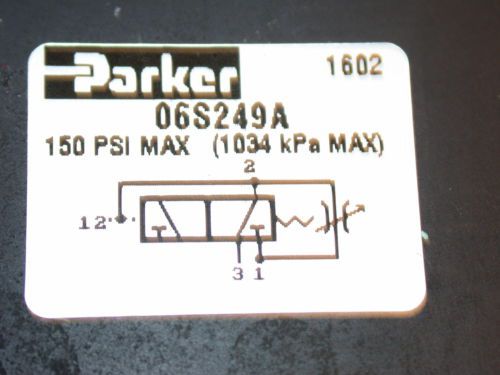 Parker
1602
06S249A
150 PSI MAX (1034 kPa MAX)
2
12
3 1